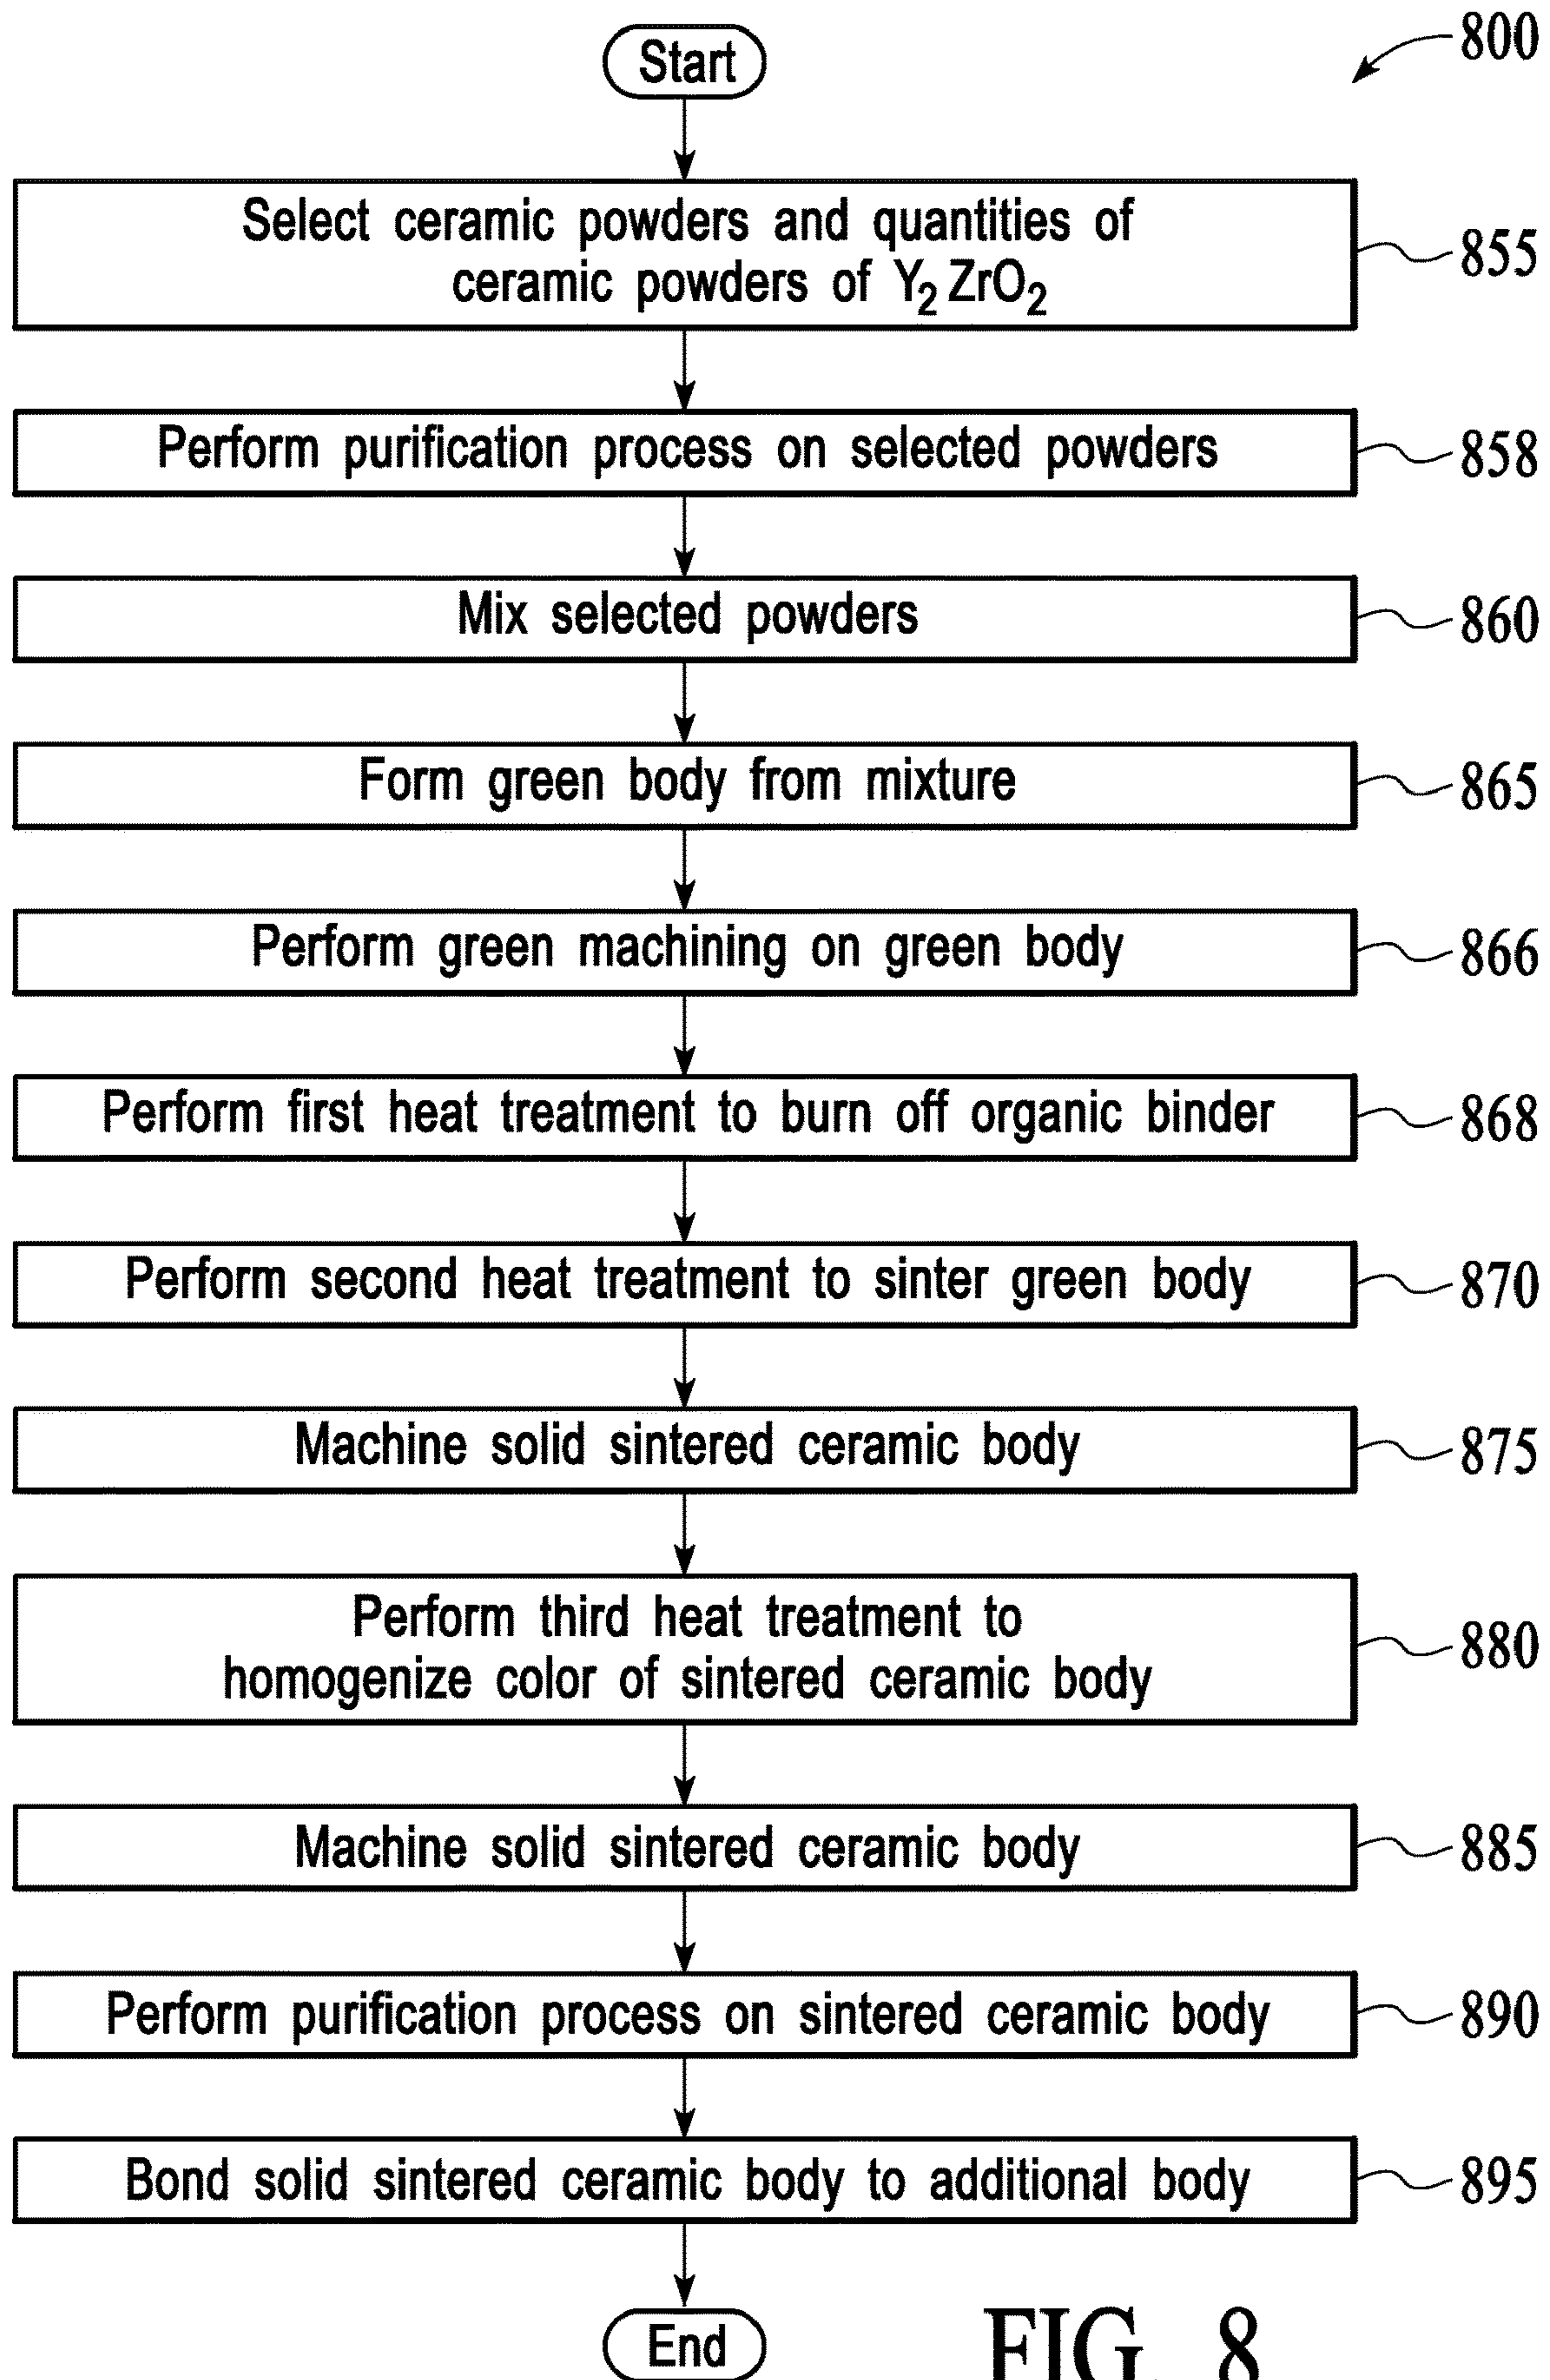 800
Start
Select ceramic powders and quantities of
ceramic powders of Y₂ ZrO₂
855
Perform purification process on selected powders
858
Mix selected powders
860
Form green body from mixture
865
Perform green machining on green body
866
Perform first heat treatment to burn off organic binder
868
Perform second heat treatment to sinter green body
870
Machine solid sintered ceramic body
875
Perform third heat treatment to
homogenize color of sintered ceramic body
880
Machine solid sintered ceramic body
885
Perform purification process on sintered ceramic body
890
Bond solid sintered ceramic body to additional body
895
End
FIG. 8